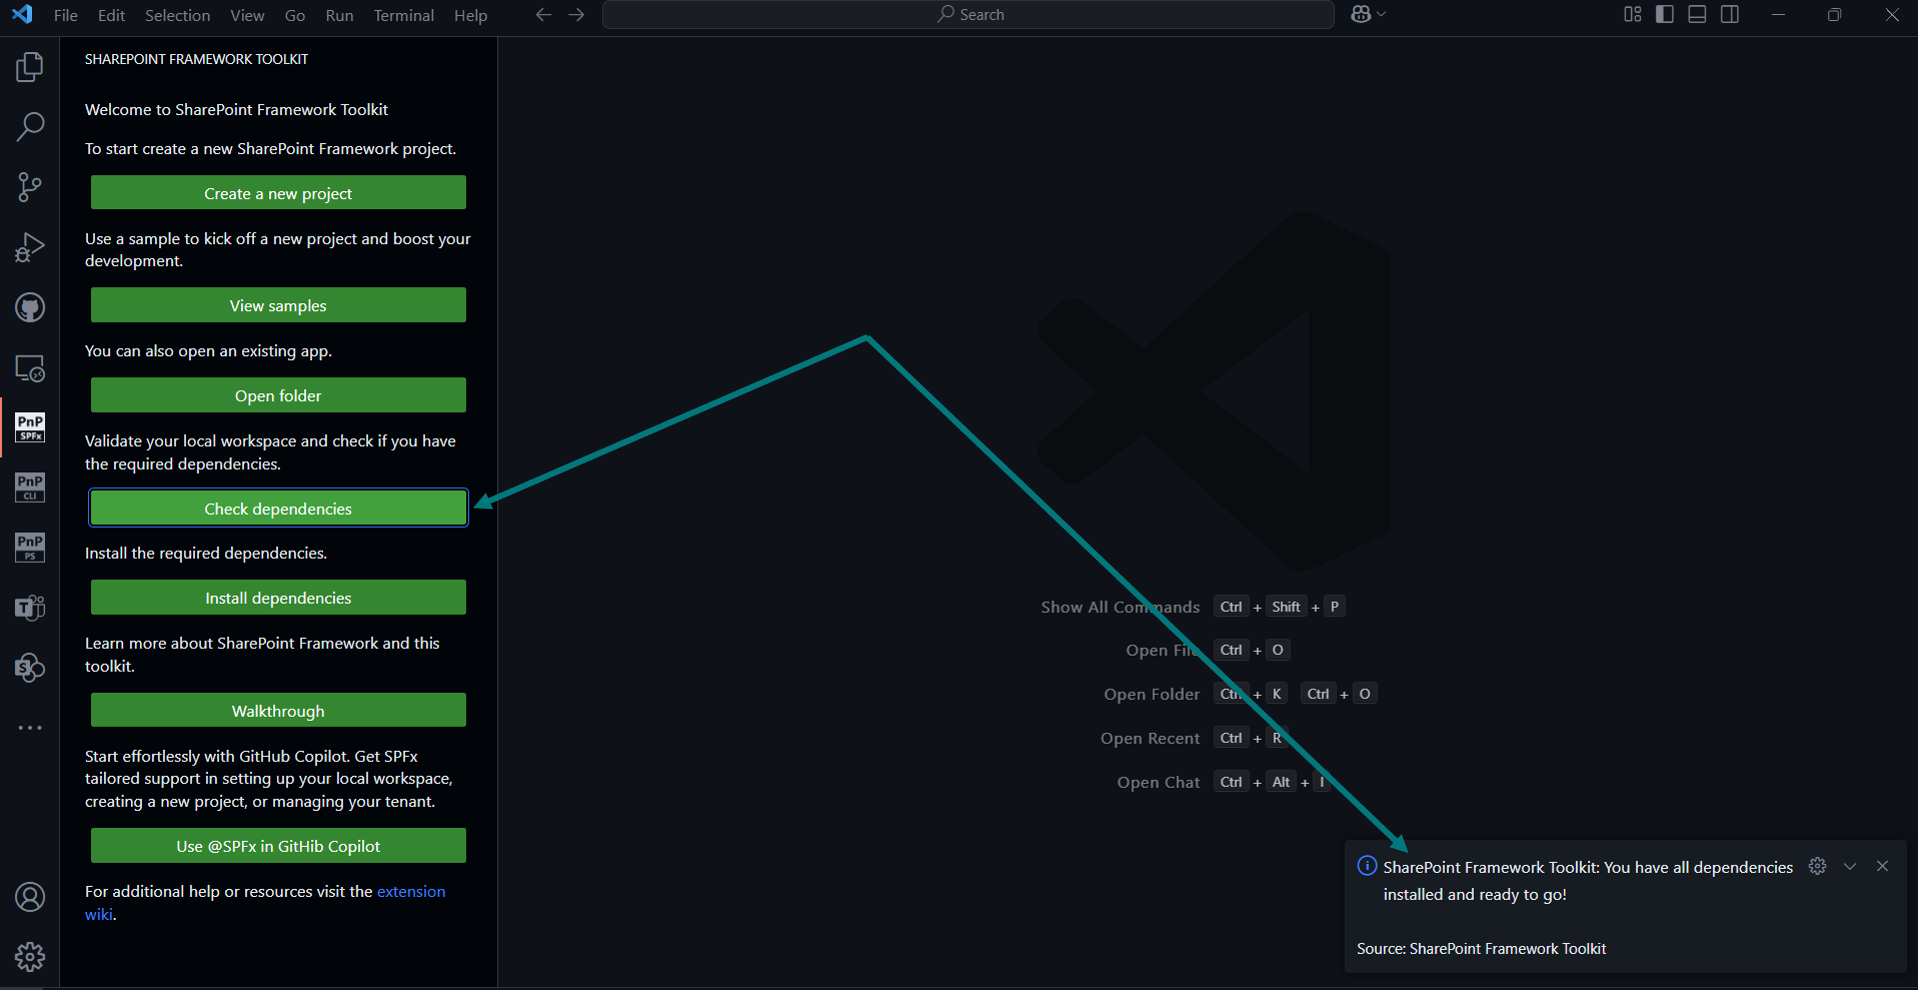 File Edit Selection View Go Run Terminal Help
Search
SHAREPOINT FRAMEWORK TOOLKIT
Welcome to SharePoint Framework Toolkit
To start create a new SharePoint Framework project.
Create a new project
Use a sample to kick off a new project and boost your
development.
View samples
You can also open an existing app.
Open folder
Validate your local workspace and check if you have
the required dependencies.
Check dependencies
Install the required dependencies.
Install dependencies
Learn more about SharePoint Framework and this
toolkit.
Walkthrough
Start effortlessly with GitHub Copilot. Get SPFx
tailored support in setting up your local workspace,
creating a new project, or managing your tenant.
Use @SPFx in GitHib Copilot
For additional help or resources visit the extension
wiki.
PnP
SPFx
PnP
CLI
PnP
PS
T
S
Show All Commands Ctrl + Shift + P
Open File Ctrl + O
Open Folder Ctrl + K Ctrl + O
Open Recent Ctrl + R
Open Chat Ctrl + Alt + I
SharePoint Framework Toolkit: You have all dependencies
installed and ready to go!
Source: SharePoint Framework Toolkit